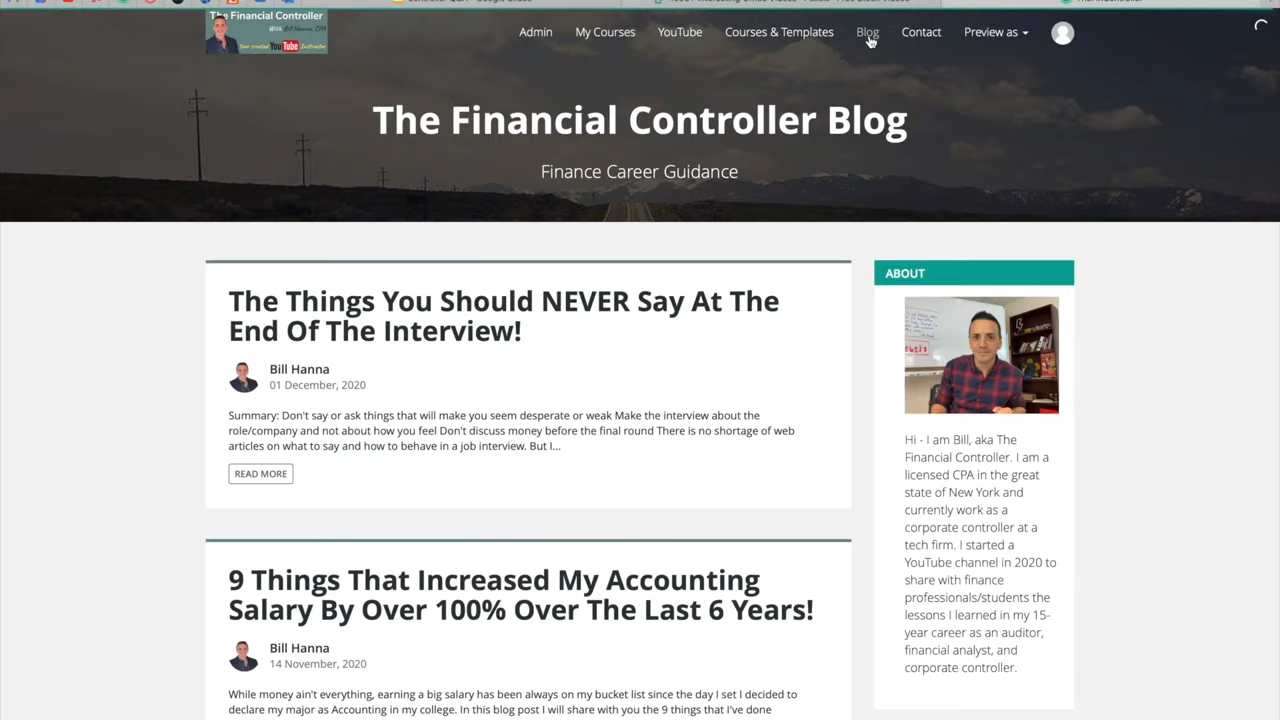 The Financial Controller
With Bill Hanna, CPA
Your trusted YouTube Instructor
Admin
My Courses
YouTube
Courses & Templates
Blog
Contact
Preview as
The Financial Controller Blog
Finance Career Guidance
The Things You Should NEVER Say At The
End Of The Interview!
Bill Hanna
01 December, 2020
Summary: Don't say or ask things that will make you seem desperate or weak Make the interview about the
role/company and not about how you feel Don't discuss money before the final round There is no shortage of web
articles on what to say and how to behave in a job interview. But I...
READ MORE
9 Things That Increased My Accounting
Salary By Over 100% Over The Last 6 Years!
Bill Hanna
14 November, 2020
While money ain't everything, earning a big salary has been always on my bucket list since the day I set I decided to
declare my major as Accounting in my college. In this blog post I will share with you the 9 things that I've done
ABOUT
Hi - I am Bill, aka The
Financial Controller. I am a
licensed CPA in the great
state of New York and
currently work as a
corporate controller at a
tech firm. I started a
YouTube channel in 2020 to
share with finance
professionals/students the
lessons I learned in my 15-
year career as an auditor,
financial analyst, and
corporate controller.